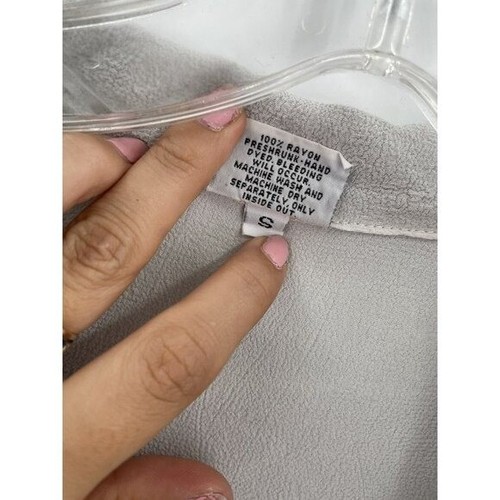 100% RAYON
PRESHRUNK-HAND
DYED. BLEEDING
WILL OCCUR.
MACHINE WASH AND
MACHINE DRY
SEPARATELY, ONLY
INSIDE OUT
S